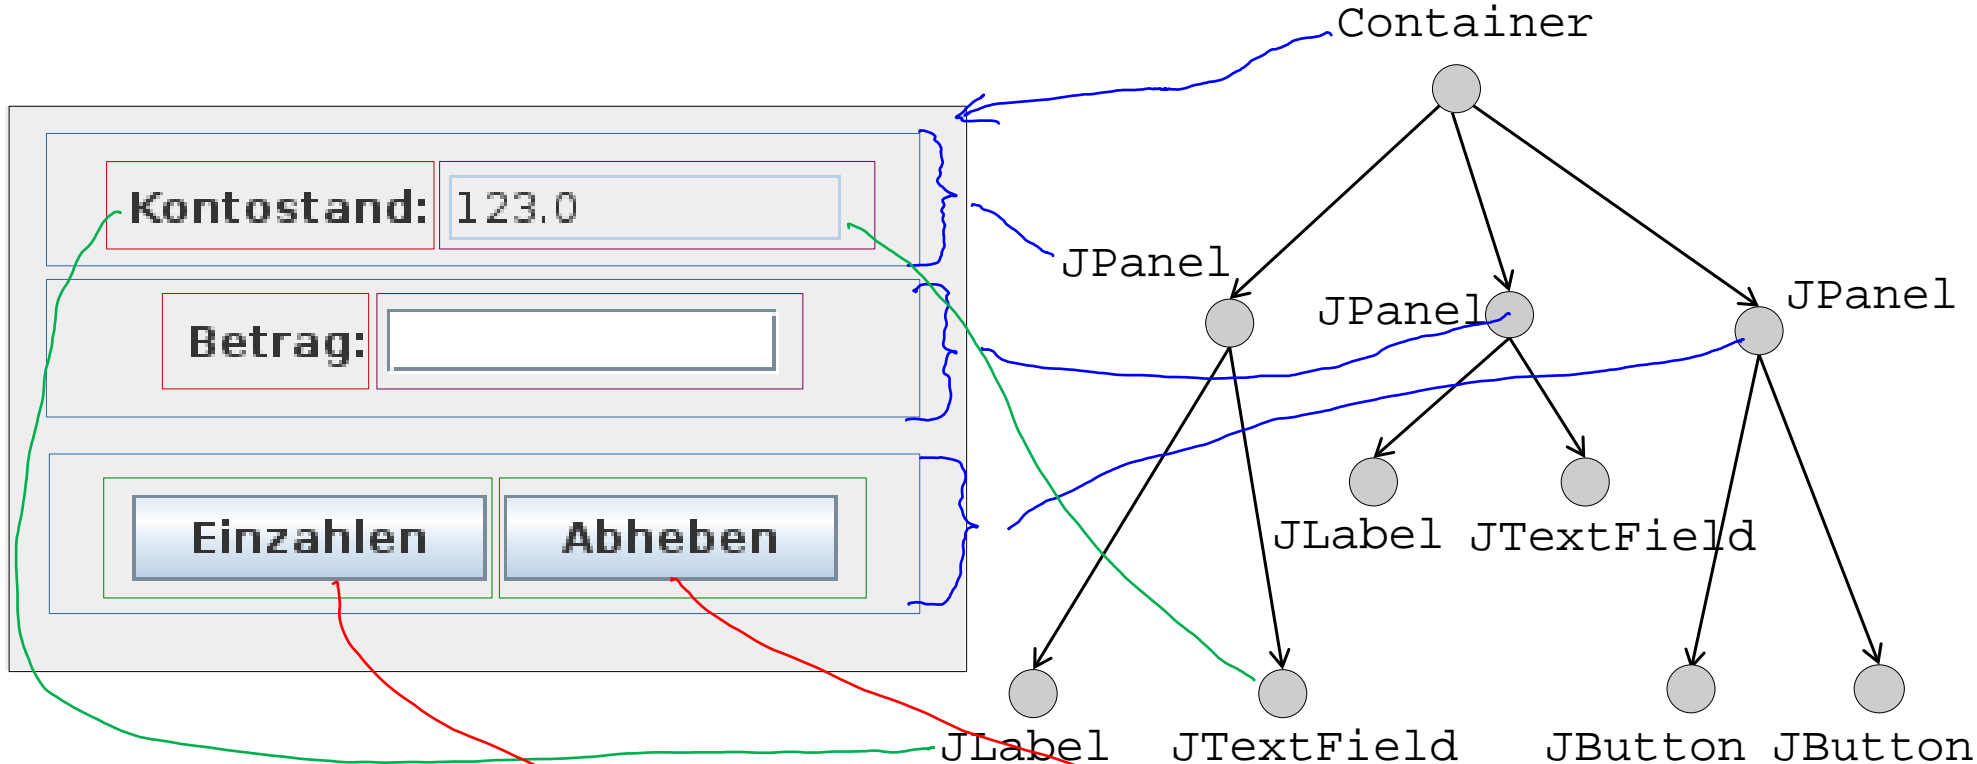 Container
Kontostand: 123.0
JPanel
JPanel
JPanel
Betrag:
Einzahlen Abheben
JLabel JTextField
JLabel JTextField JButton JButton